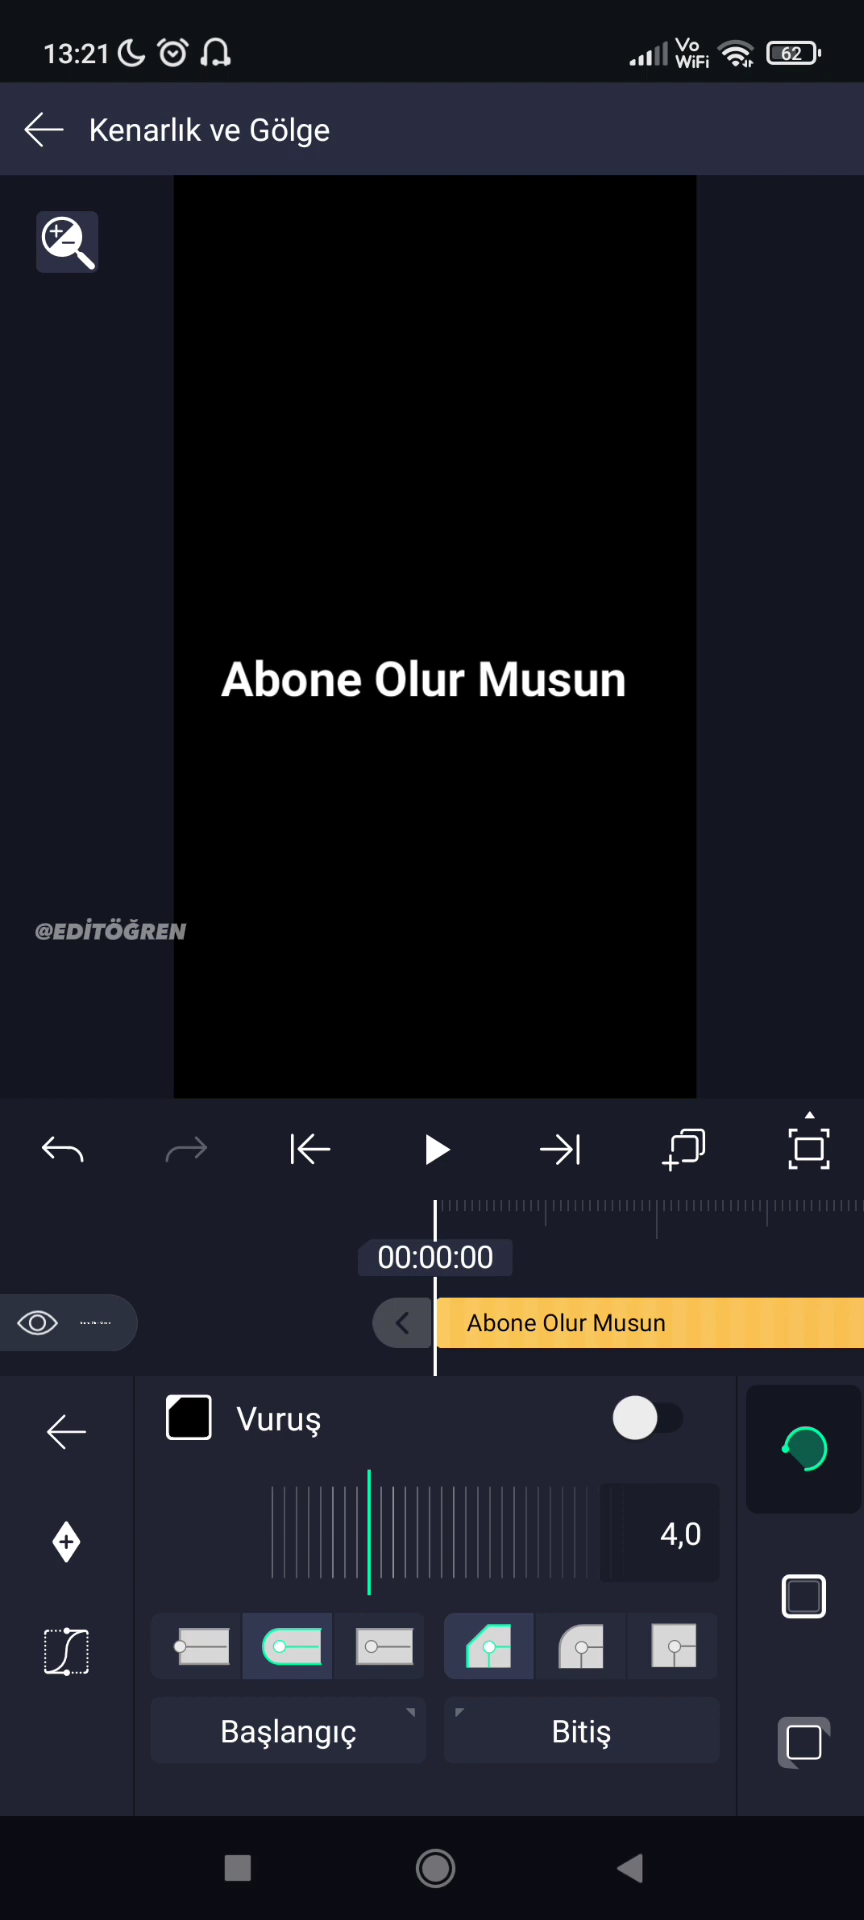 13:21
Vo
WiFi
62
Kenarlık ve Gölge
Abone Olur Musun
@EDİTÖĞREN
00:00:00
Abone Olur Musun
Vuruş
4,0
Başlangıç
Bitiş